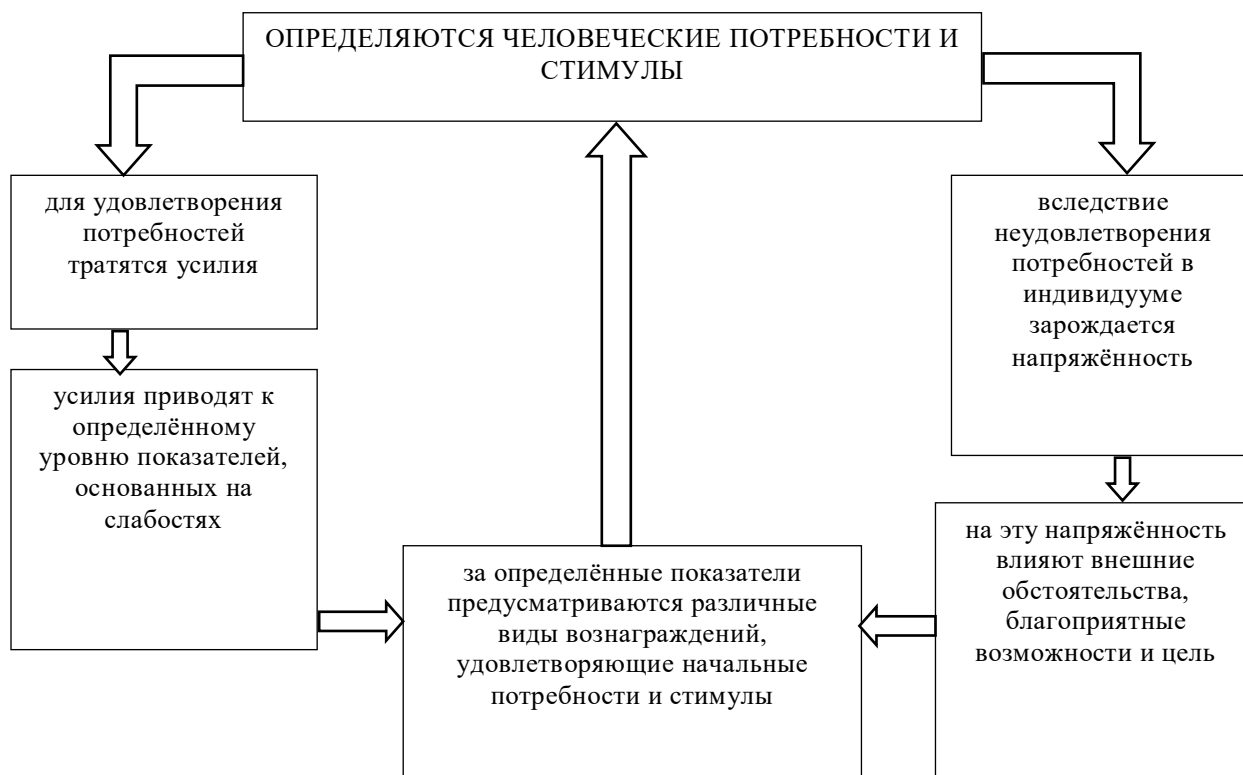 ОПРЕДЕЛЯЮТСЯ ЧЕЛОВЕЧЕСКИЕ ПОТРЕБНОСТИ И
СТИМУЛЫ
для удовлетворения
потребностей
тратятся усилия
усилия приводят к
определённому
уровню показателей,
основанных на
слабостях
вследствие
неудовлетворения
потребностей в
индивидууме
зарождается
напряжённость
на эту напряжённость
влияют внешние
обстоятельства,
благоприятные
возможности и цель
за определённые показатели
предусматриваются различные
виды вознаграждений,
удовлетворяющие начальные
потребности и стимулы